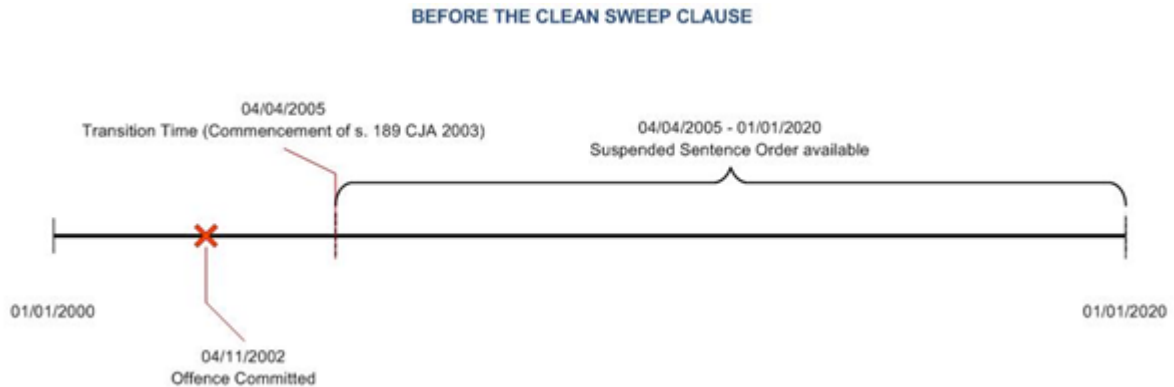 BEFORE THE CLEAN SWEEP CLAUSE
04/04/2005
Transition Time (Commencement of s. 189 CJA 2003)
04/04/2005 - 01/01/2020
Suspended Sentence Order available
01/01/2000
01/01/2020
04/11/2002
Offence Committed